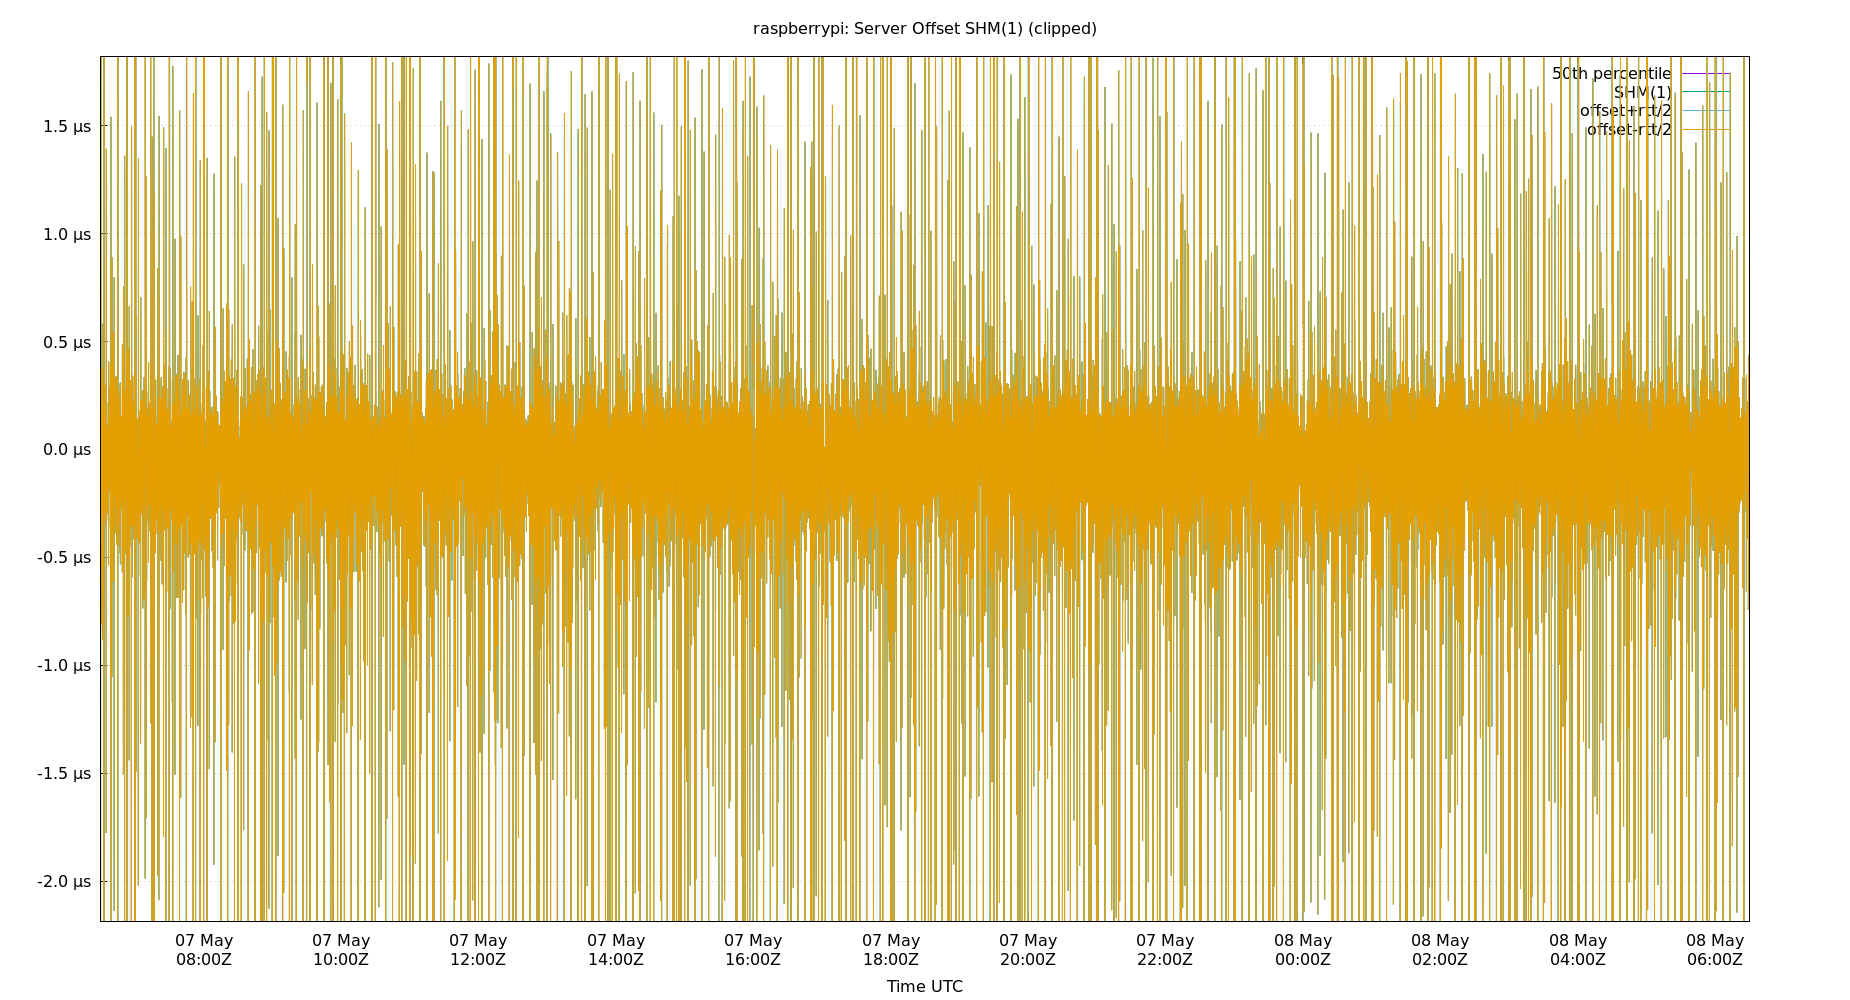 raspberrypi: Server Offset SHM(1) (clipped)
50th percentile
SHM(1)
offset+rtt/2
offset-rtt/2
1.5 µs
1.0 µs
0.5 µs
0.0 µs
-0.5 µs
-1.0 µs
-1.5 µs
-2.0 µs
07 May 07 May 07 May 07 May 07 May 07 May 07 May 07 May 08 May 08 May 08 May 08 May
08:00Z 10:00Z 12:00Z 14:00Z 16:00Z 18:00Z 20:00Z 22:00Z 00:00Z 02:00Z 04:00Z 06:00Z
Time UTC